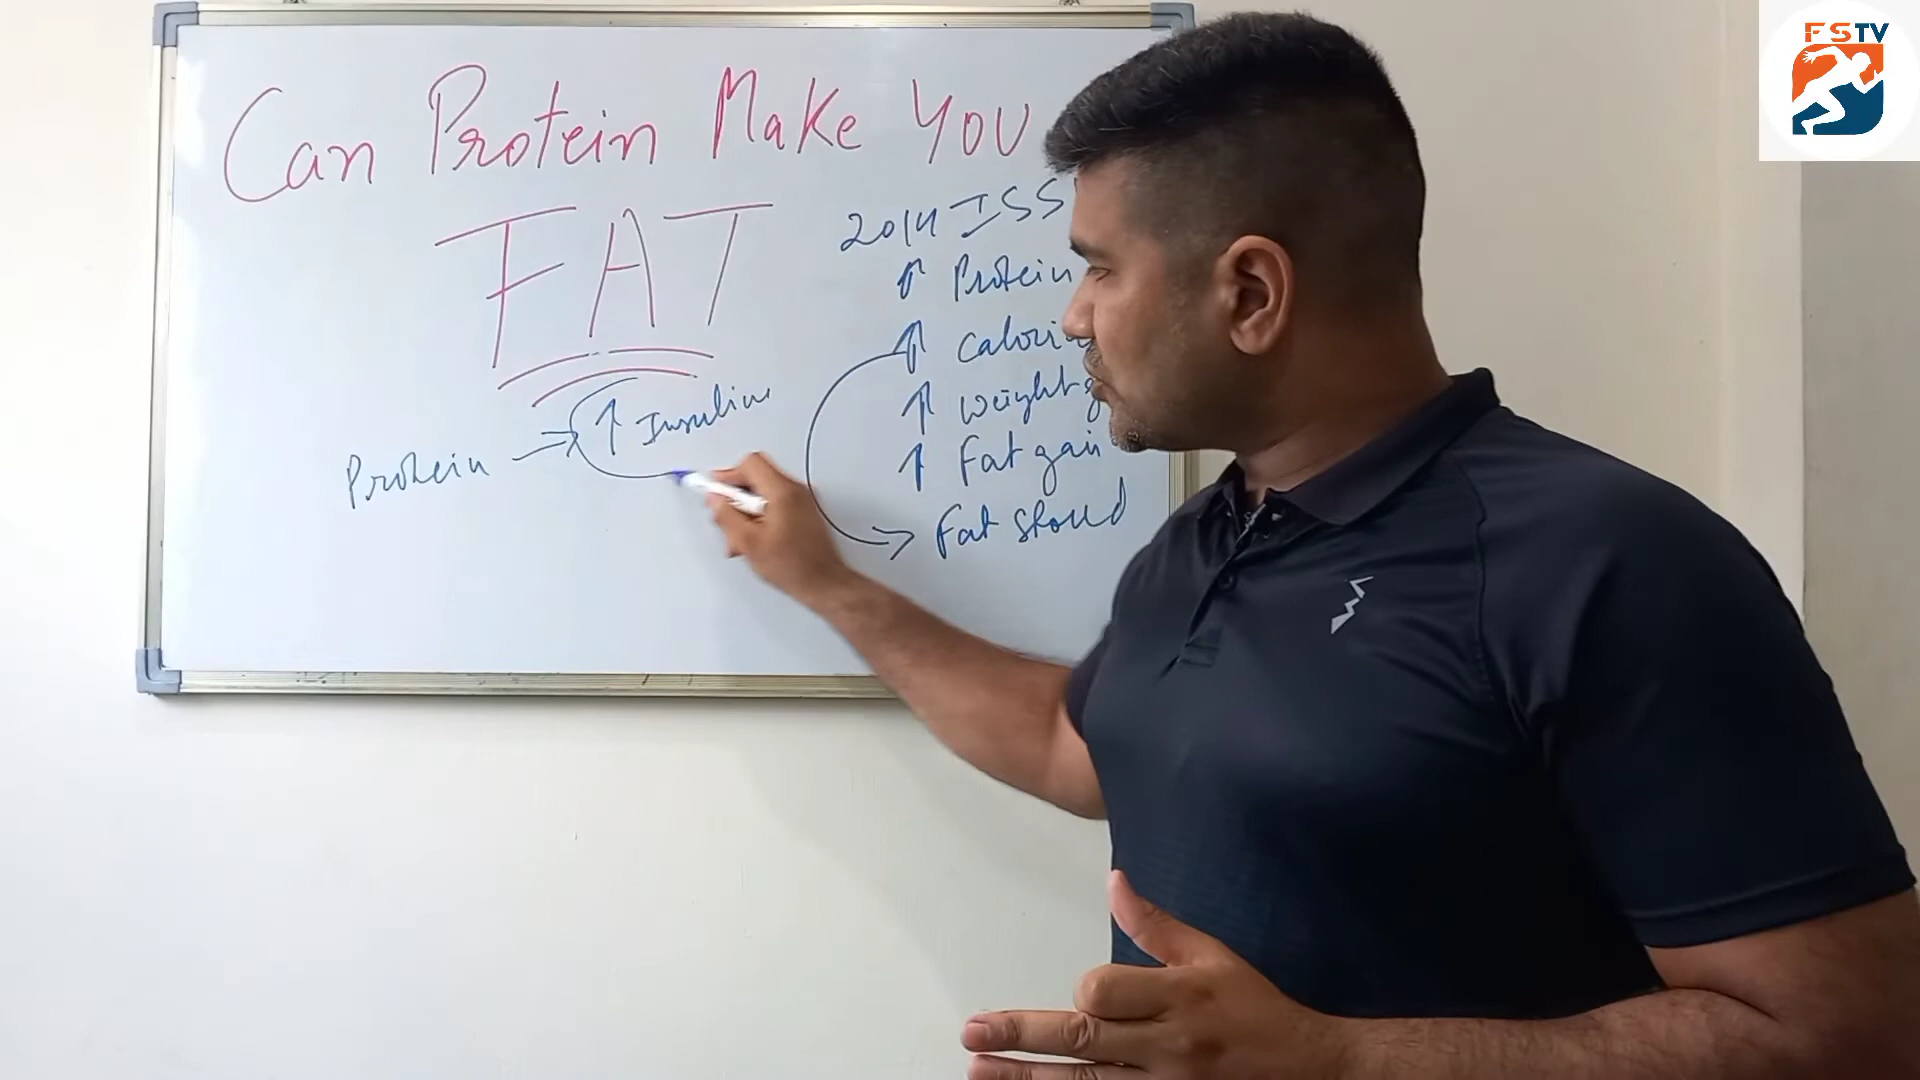 Can Protein Make YOU
FAT
Protein => ↑ Insulin
2014 ISS
↑ Protein
↑ Calori
↑ Weight g
↑ Fat gain
Fat stored
FSTV